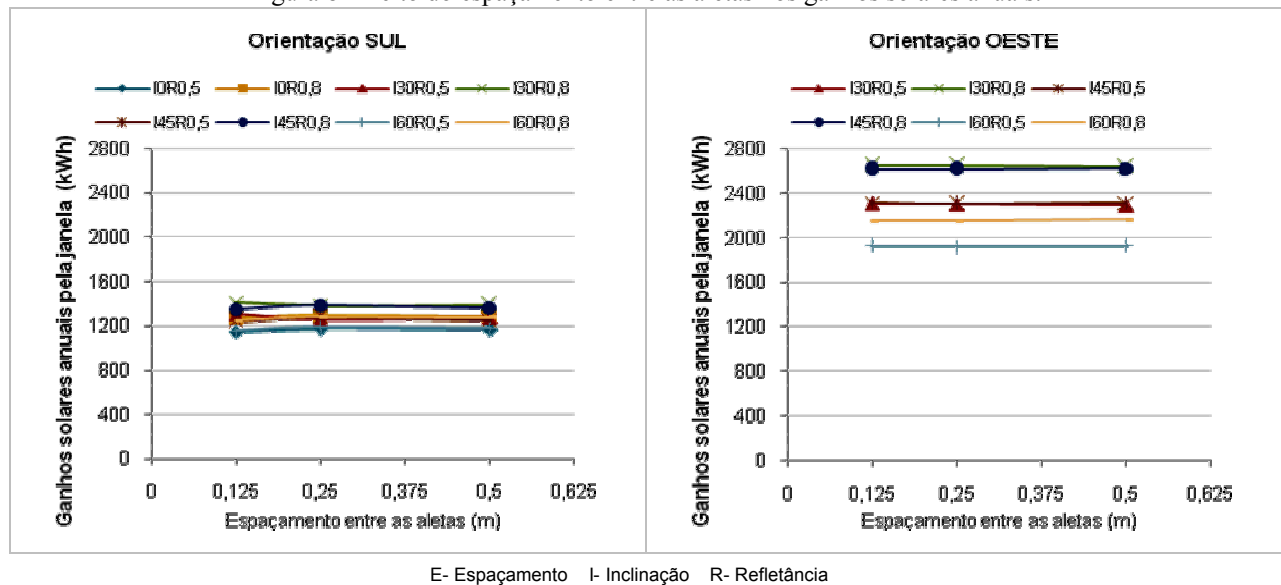 Orientação SUL
I0R0,5 I0R0,8 I30R0,5 I30R0,8
I45R0,5 I45R0,8 I60R0,5 I60R0,8
Ganhos solares anuais pela janela (kWh)
2800
2400
2000
1600
1200
800
400
0
0 0,125 0,25 0,375 0,5 0,625
Espaçamento entre as aletas (m)
Orientação OESTE
I30R0,5 I30R0,8 I45R0,5
I45R0,8 I60R0,5 I60R0,8
Ganhos solares anuais pela janela (kWh)
2800
2400
2000
1600
1200
800
400
0
0 0,125 0,25 0,375 0,5 0,625
Espaçamento entre as aletas (m)
E- Espaçamento I- Inclinação R- Refletância